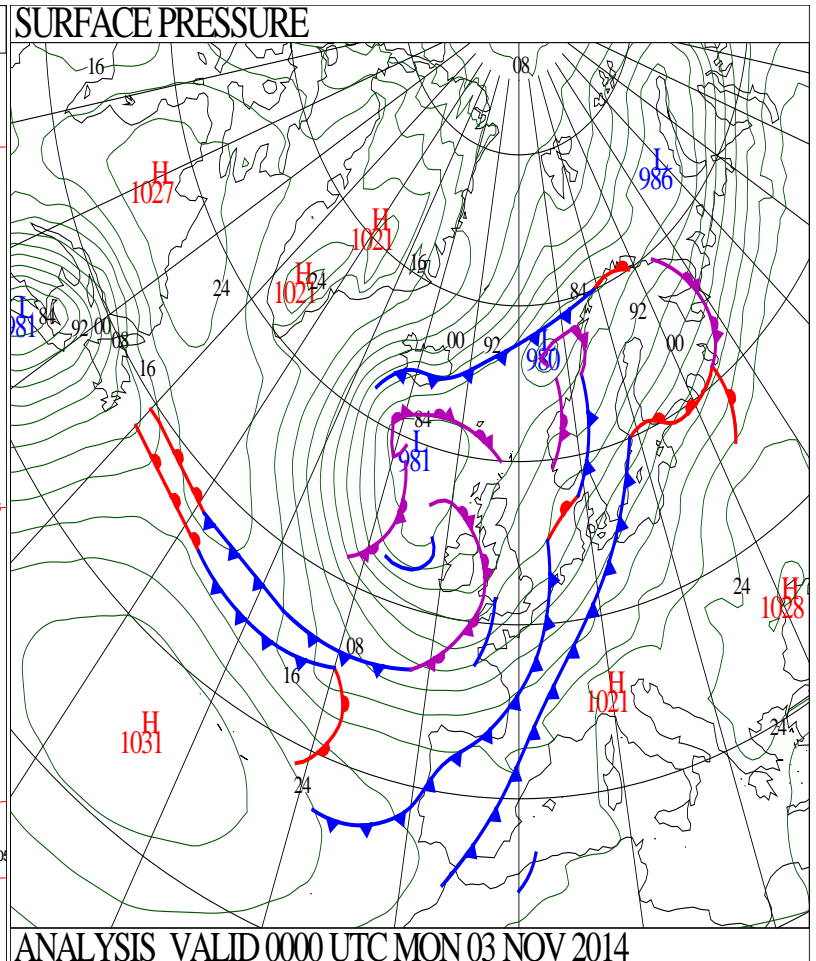 SURFACE PRESSURE
16
08
H
1027
L
986
H
1021
16
H
24
1021
24
L
981
84
92
00
08
84
92
00
92
00
L
980
16
84
L
981
24
H
1028
08
16
H
1021
H
1031
24
24
ANALYSIS VALID 0000 UTC MON 03 NOV 2014